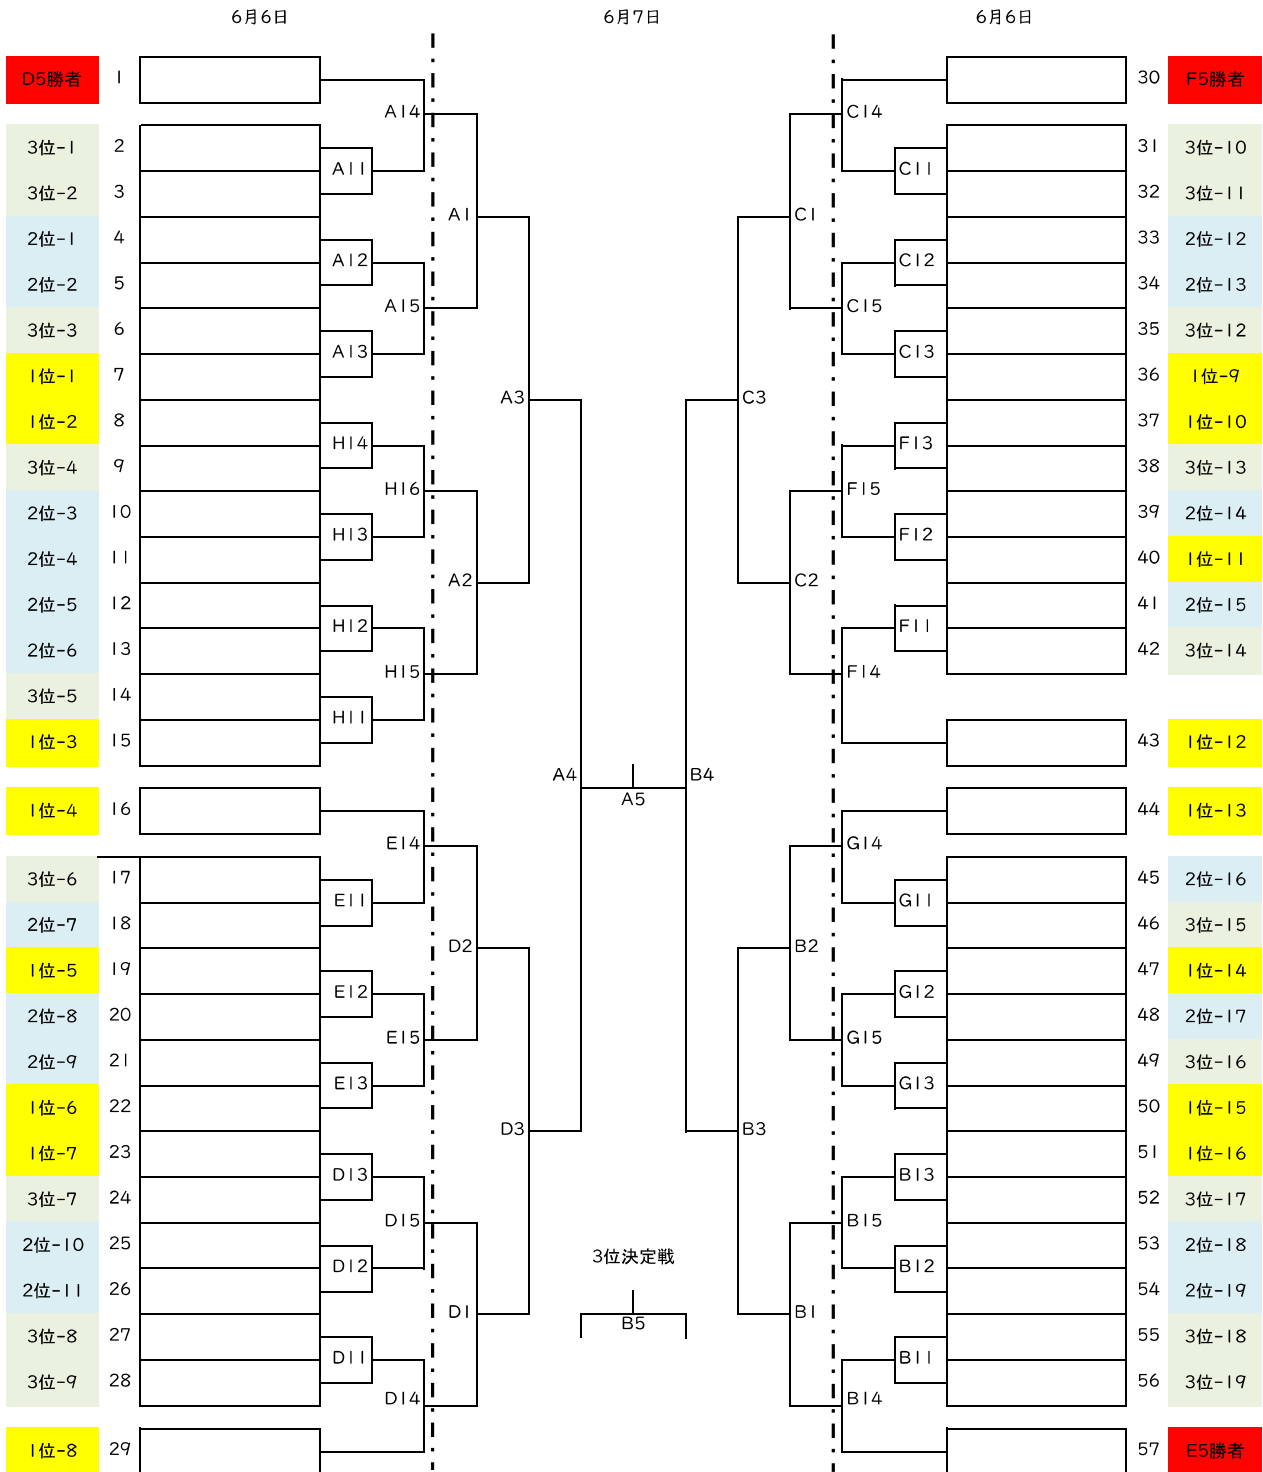 6月6日 6月7日 6月6日
D5勝者 1 30 F5勝者
A14 C14
3位-1 2 31 3位-10
A11 C11
3位-2 3 32 3位-11
A1 C1
2位-1 4 33 2位-12
A12 C12
2位-2 5 34 2位-13
A15 C15
3位-3 6 35 3位-12
A13 C13
1位-1 7 36 1位-9
A3 C3
1位-2 8 37 1位-10
H14 F13
3位-4 9 38 3位-13
H16 F15
2位-3 10 39 2位-14
H13 F12
2位-4 11 40 1位-11
A2 C2
2位-5 12 41 2位-15
H12 F11
2位-6 13 42 3位-14
H15 F14
3位-5 14
H11
1位-3 15 43 1位-12
A4 B4
A5
1位-4 16 44 1位-13
E14 G14
3位-6 17 45 2位-16
E11 G11
2位-7 18 46 3位-15
D2 B2
1位-5 19 47 1位-14
E12 G12
2位-8 20 48 2位-17
E15 G15
2位-9 21 49 3位-16
E13 G13
1位-6 22 50 1位-15
D3 B3
1位-7 23 51 1位-16
D13 B13
3位-7 24 52 3位-17
D15 B15
2位-10 25 53 2位-18
3位決定戦
D12 B12
2位-11 26 54 2位-19
D1 B1
B5
3位-8 27 55 3位-18
D11 B11
3位-9 28 56 3位-19
D14 B14
1位-8 29 57 E5勝者